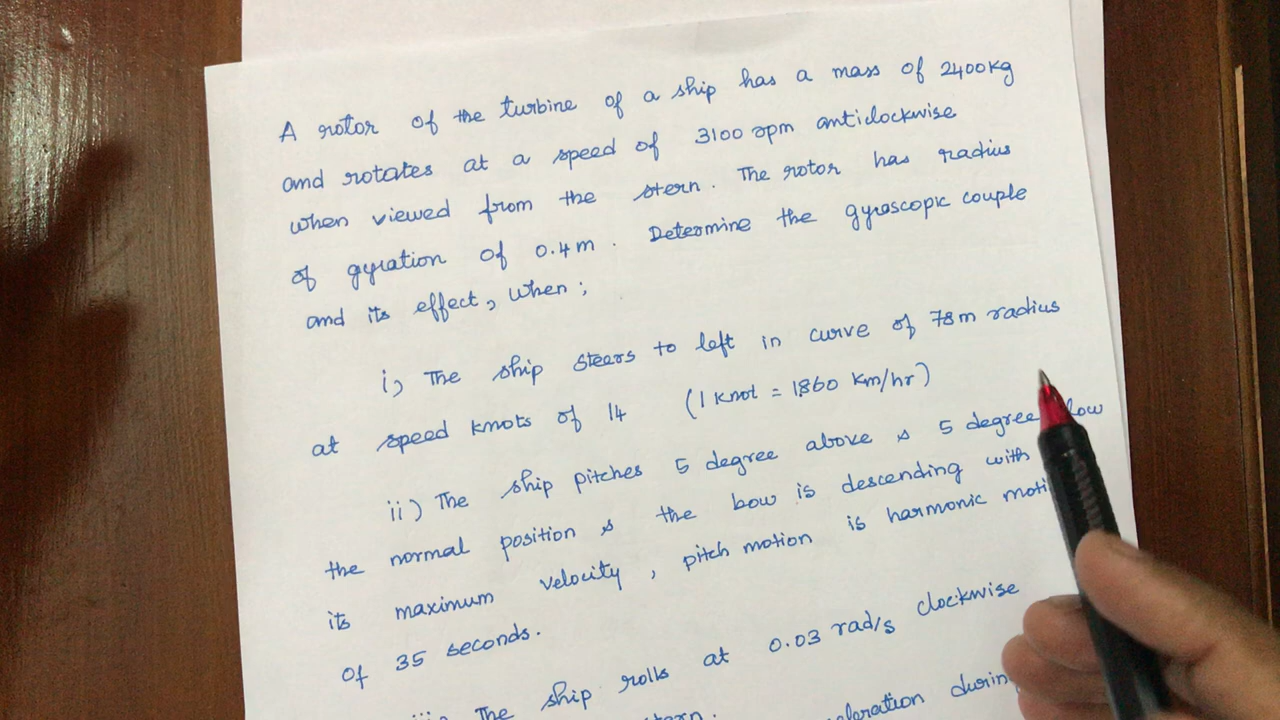 A rotor of the turbine of a ship has a mass of 2400kg
and rotates at a speed of 3100 rpm anticlockwise
when viewed from the stern. The rotor has radius
of gyration of 0.4m. Determine the gyroscopic couple
and its effect, when;
i) The ship steers to left in curve of 78m radius
at speed knots of 14 (1 knot = 1860 km/hr)
ii) The ship pitches 5 degree above & 5 degree low
the normal position & the bow is descending with
its maximum velocity, pitch motion is harmonic moti
of 35 seconds.
The ship rolls at 0.03 rad/s clockwise